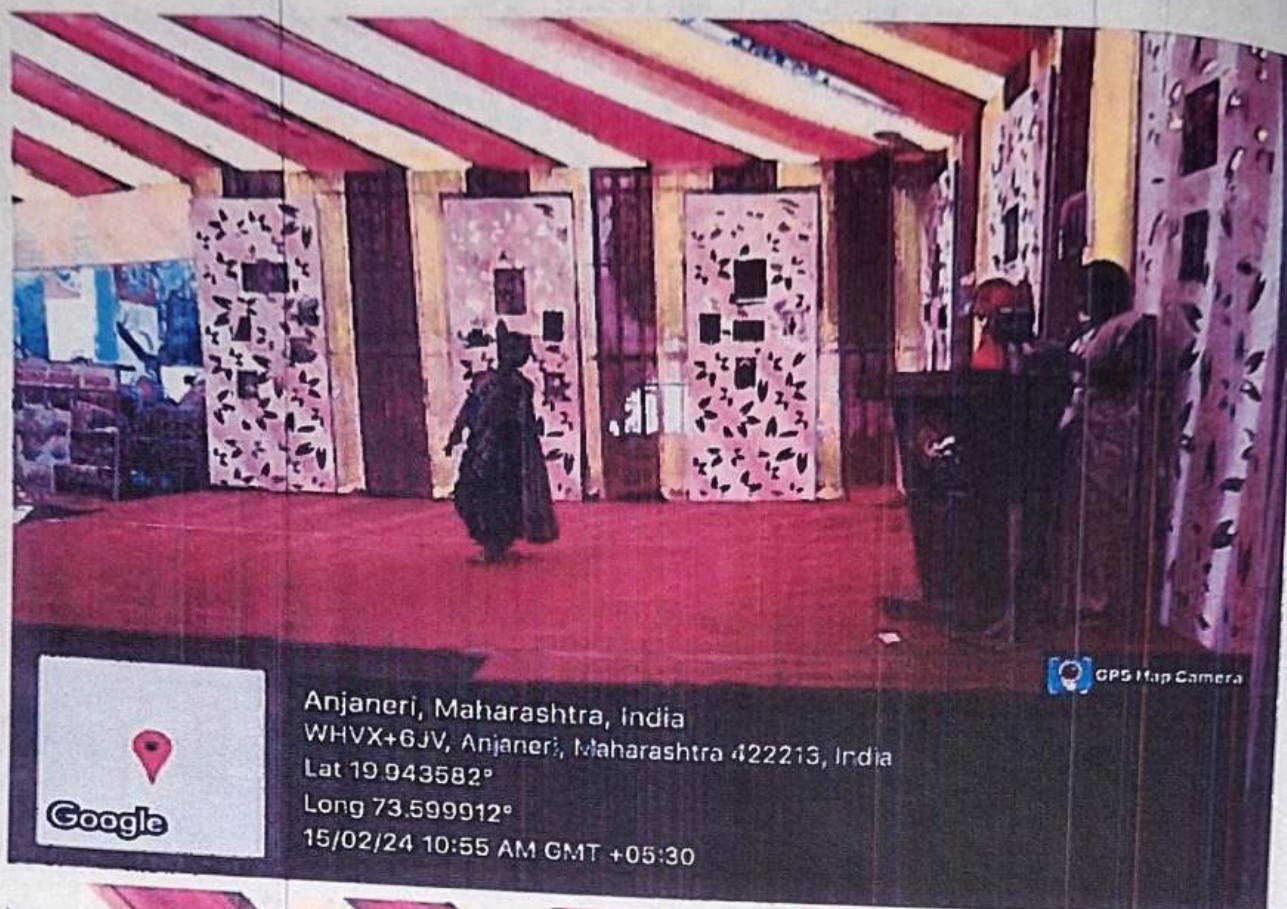 GPS Map Camera
Anjaneri, Maharashtra, India
WHVX+6JV, Anjaneri, Maharashtra 422213, India
Lat 19.943582°
Long 73.599912°
15/02/24 10:55 AM GMT +05:30
Google